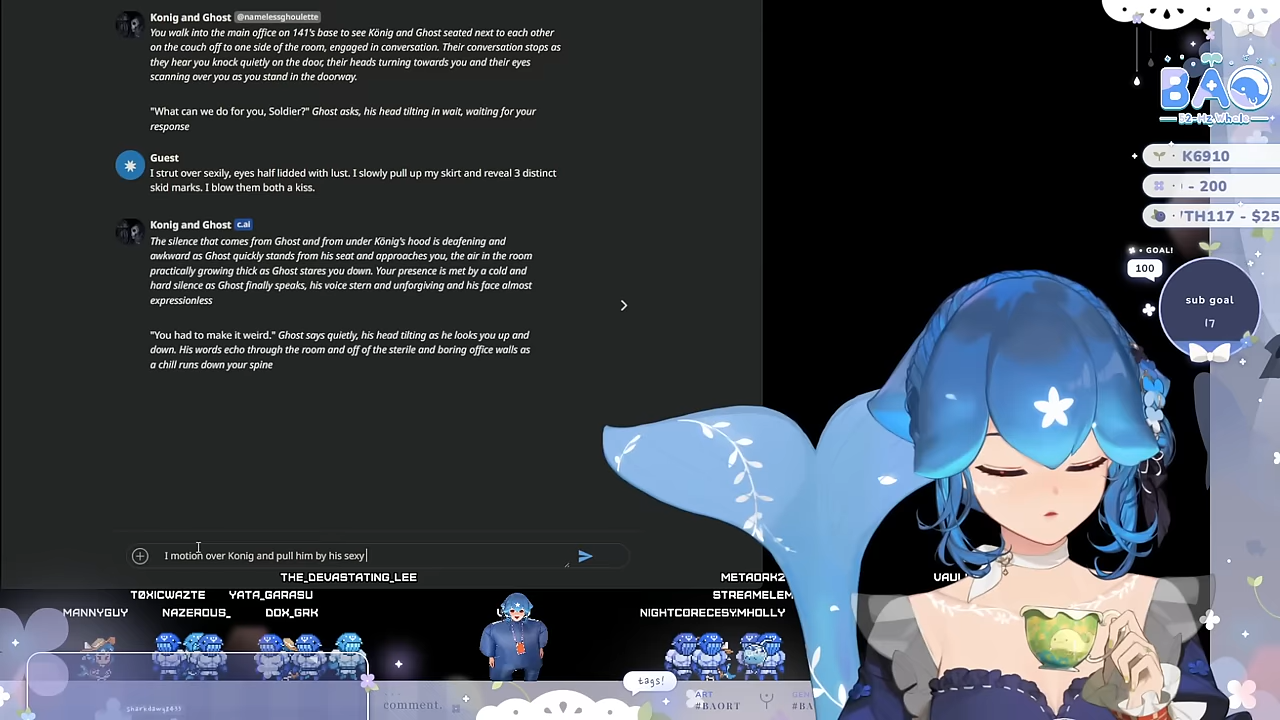 Konig and Ghost @namelessghoulette
You walk into the main office on 141's base to see König and Ghost seated next to each other
on the couch off to one side of the room, engaged in conversation. Their conversation stops as
they hear you knock quietly on the door, their heads turning towards you and their eyes
scanning over you as you stand in the doorway.
"What can we do for you, Soldier?" Ghost asks, his head tilting in wait, waiting for your
response
Guest
I strut over sexily, eyes half lidded with lust. I slowly pull up my skirt and reveal 3 distinct
skid marks. I blow them both a kiss.
Konig and Ghost c.ai
The silence that comes from Ghost and from under König's hood is deafening and
awkward as Ghost quickly stands from his seat and approaches you, the air in the room
practically growing thick as Ghost stares you down. Your presence is met by a cold and
hard silence as Ghost finally speaks, his voice stern and unforgiving and his face almost
expressionless
"You had to make it weird." Ghost says quietly, his head tilting as he looks you up and
down. His words echo through the room and off of the sterile and boring office walls as
a chill runs down your spine
I motion over Konig and pull him by his sexy
BAO
52-Hz Whale
K6910
- 200
TH117 - $25
GOAL!
100
sub goal
17
THE_DEVASTATING_LEE
METAORKZ
VAUL
T0XICWAZTE
YATA_GARASU
STREAMELEM
MANNYGUY
NAZEROUS_
DOX_GRK
NIGHTCORECESYMHOLLY
tags!
comment.
ART
#BAORT
GEN
#BA